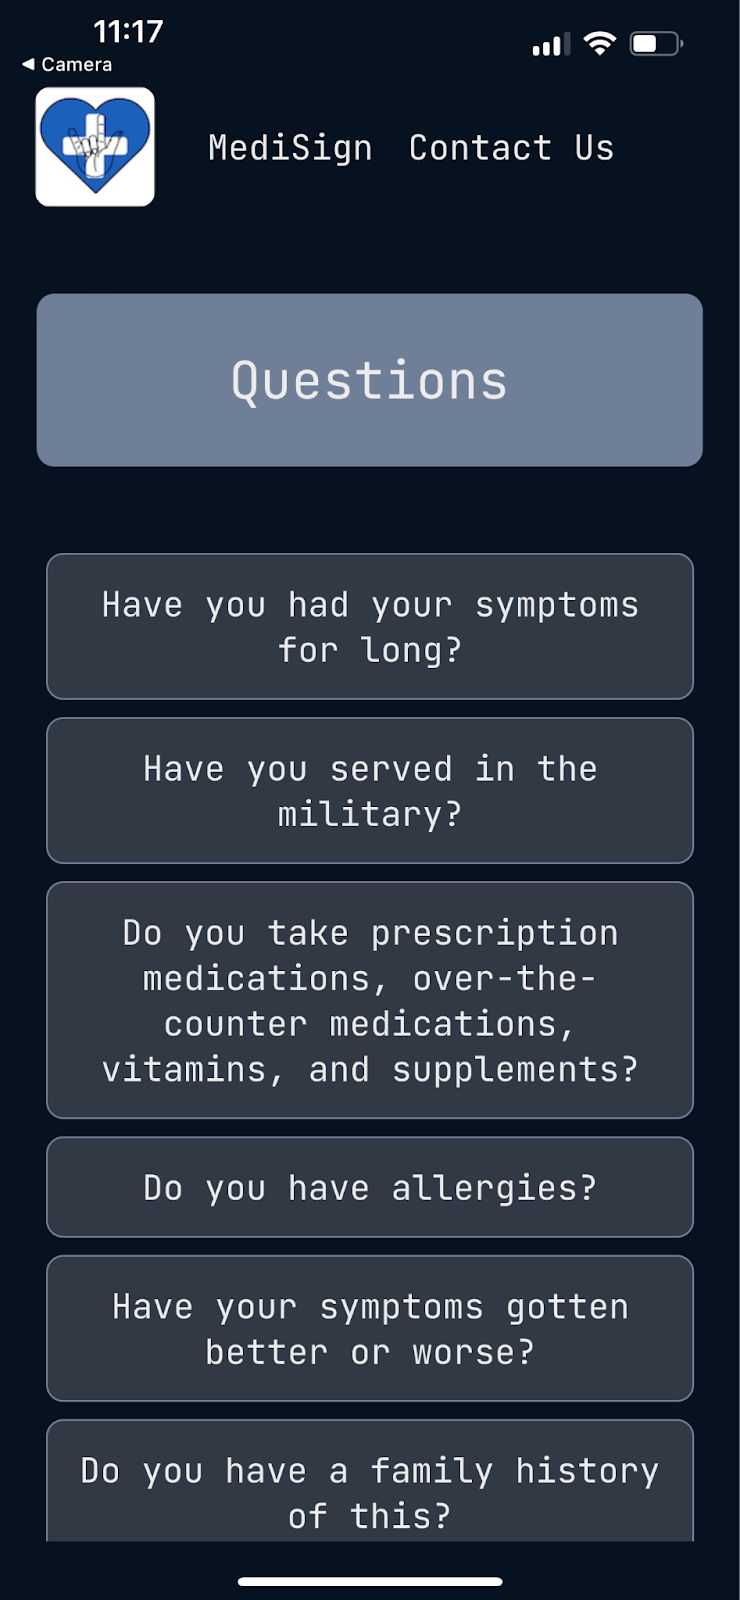 11:17
◀ Camera
MediSign Contact Us
Questions
Have you had your symptoms
for long?
Have you served in the
military?
Do you take prescription
medications, over-the-
counter medications,
vitamins, and supplements?
Do you have allergies?
Have your symptoms gotten
better or worse?
Do you have a family history
of this?